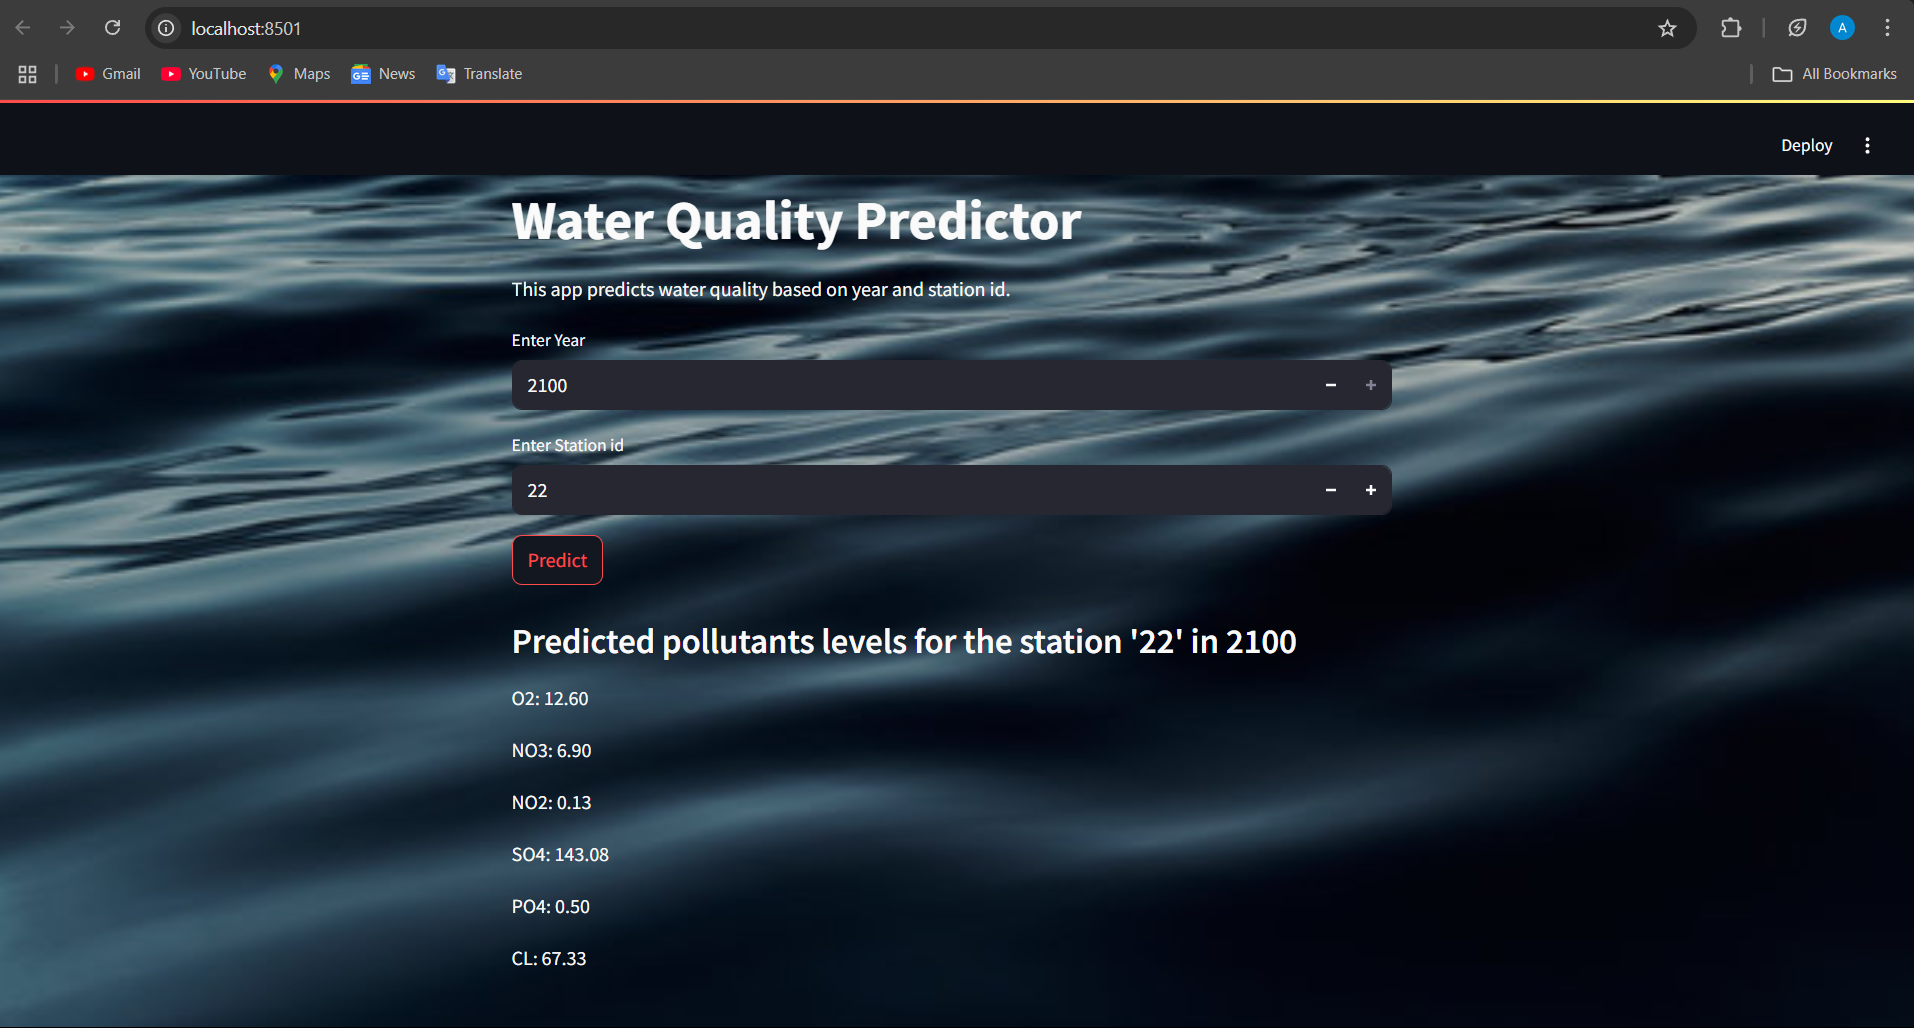 localhost:8501
A
Gmail
YouTube
Maps
News
Translate
All Bookmarks
Deploy
Water Quality Predictor
This app predicts water quality based on year and station id.
Enter Year
2100
Enter Station id
22
Predict
Predicted pollutants levels for the station '22' in 2100
O2: 12.60
NO3: 6.90
NO2: 0.13
SO4: 143.08
PO4: 0.50
CL: 67.33